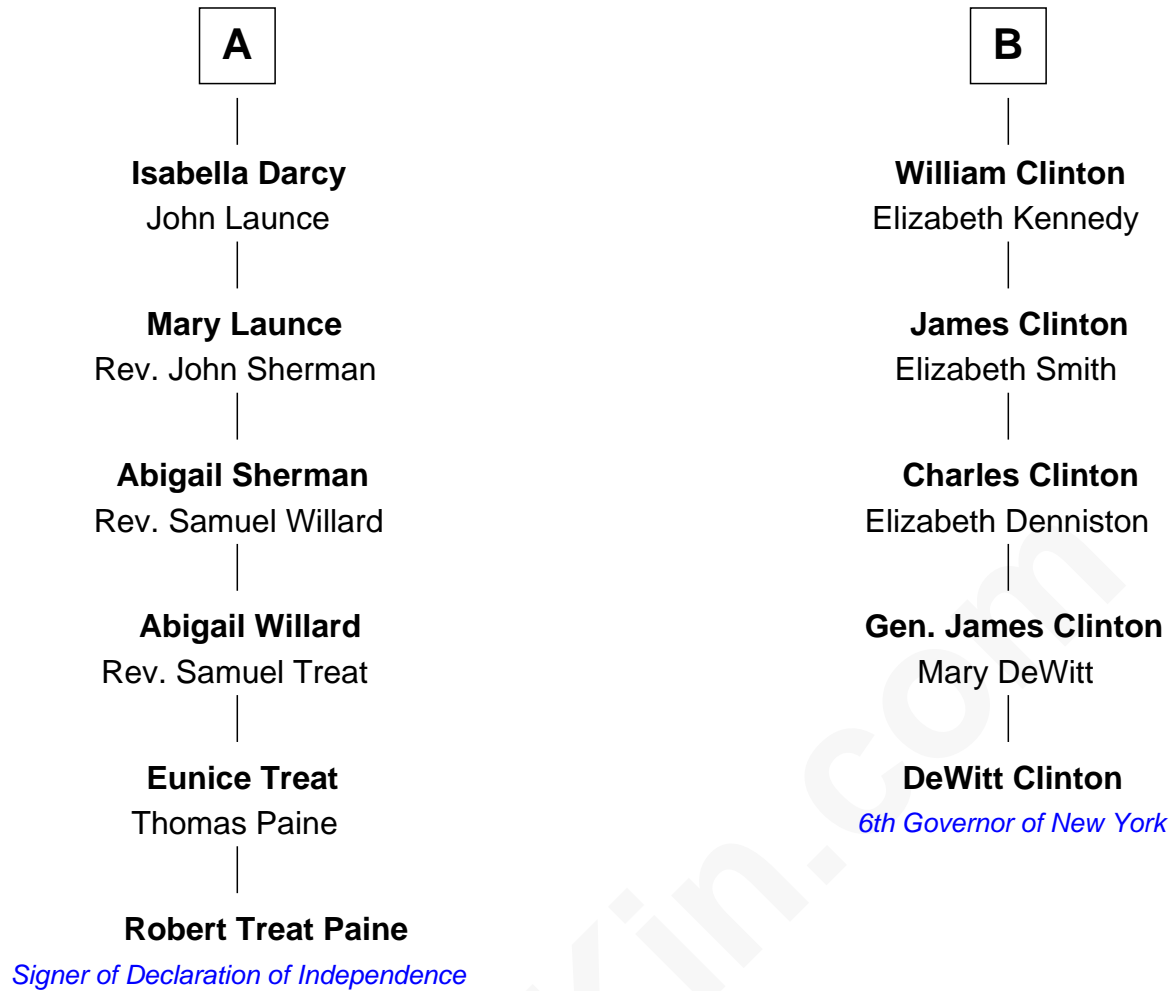 A
Isabella Darcy
John Launce
Mary Launce
Rev. John Sherman
Abigail Sherman
Rev. Samuel Willard
Abigail Willard
Rev. Samuel Treat
Eunice Treat
Thomas Paine
Robert Treat Paine
Signer of Declaration of Independence
B
William Clinton
Elizabeth Kennedy
James Clinton
Elizabeth Smith
Charles Clinton
Elizabeth Denniston
Gen. James Clinton
Mary DeWitt
DeWitt Clinton
6th Governor of New York
Kin.com